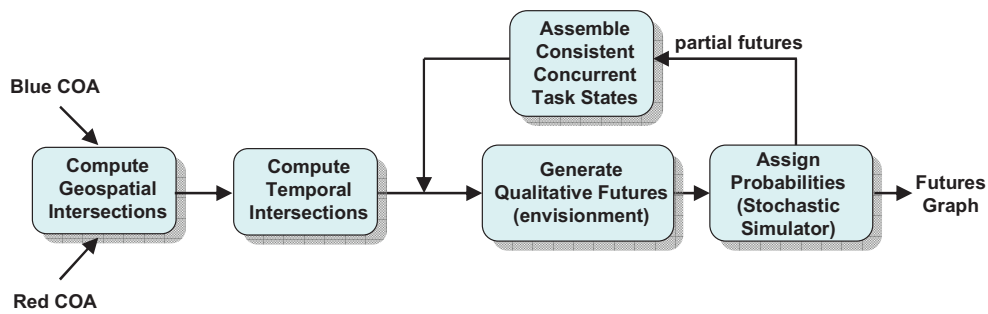 Blue COA
Red COA
Compute
Geospatial
Intersections
Compute
Temporal
Intersections
Assemble
Consistent
Concurrent
Task States
partial futures
Generate
Qualitative Futures
(envisionment)
Assign
Probabilities
(Stochastic
Simulator)
Futures
Graph